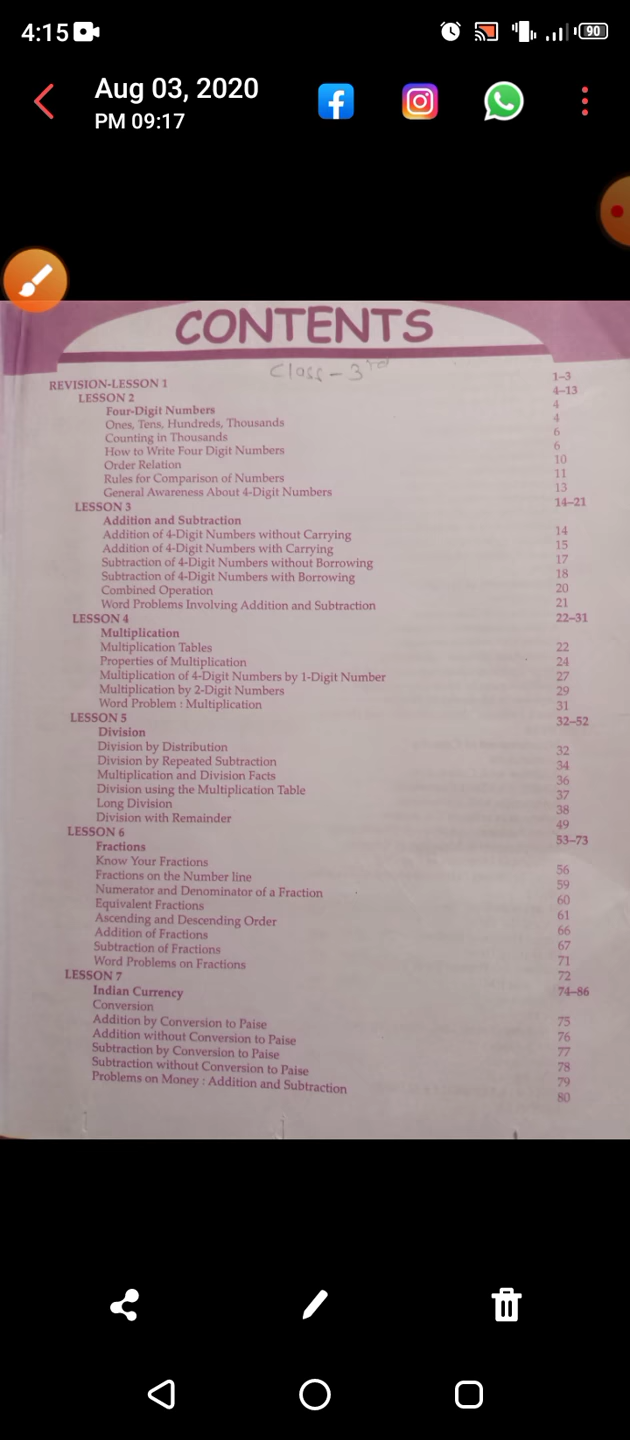 4:15
90
Aug 03, 2020
PM 09:17
CONTENTS
Class - 3rd
REVISION-LESSON 1 1–3
LESSON 2 4–13
Four-Digit Numbers 4
Ones, Tens, Hundreds, Thousands 4
Counting in Thousands 6
How to Write Four Digit Numbers 6
Order Relation 10
Rules for Comparison of Numbers 11
General Awareness About 4-Digit Numbers 13
LESSON 3 14–21
Addition and Subtraction
Addition of 4-Digit Numbers without Carrying 14
Addition of 4-Digit Numbers with Carrying 15
Subtraction of 4-Digit Numbers without Borrowing 17
Subtraction of 4-Digit Numbers with Borrowing 18
Combined Operation 20
Word Problems Involving Addition and Subtraction 21
LESSON 4 22–31
Multiplication
Multiplication Tables 22
Properties of Multiplication 24
Multiplication of 4-Digit Numbers by 1-Digit Number 27
Multiplication by 2-Digit Numbers 29
Word Problem : Multiplication 31
LESSON 5 32–52
Division
Division by Distribution 32
Division by Repeated Subtraction 34
Multiplication and Division Facts 36
Division using the Multiplication Table 37
Long Division 38
Division with Remainder 49
LESSON 6 53–73
Fractions
Know Your Fractions 56
Fractions on the Number line 59
Numerator and Denominator of a Fraction 60
Equivalent Fractions 61
Ascending and Descending Order 66
Addition of Fractions 67
Subtraction of Fractions 71
Word Problems on Fractions 72
LESSON 7 74–86
Indian Currency
Conversion 75
Addition by Conversion to Paise 76
Addition without Conversion to Paise 77
Subtraction by Conversion to Paise 78
Subtraction without Conversion to Paise 79
Problems on Money : Addition and Subtraction 80